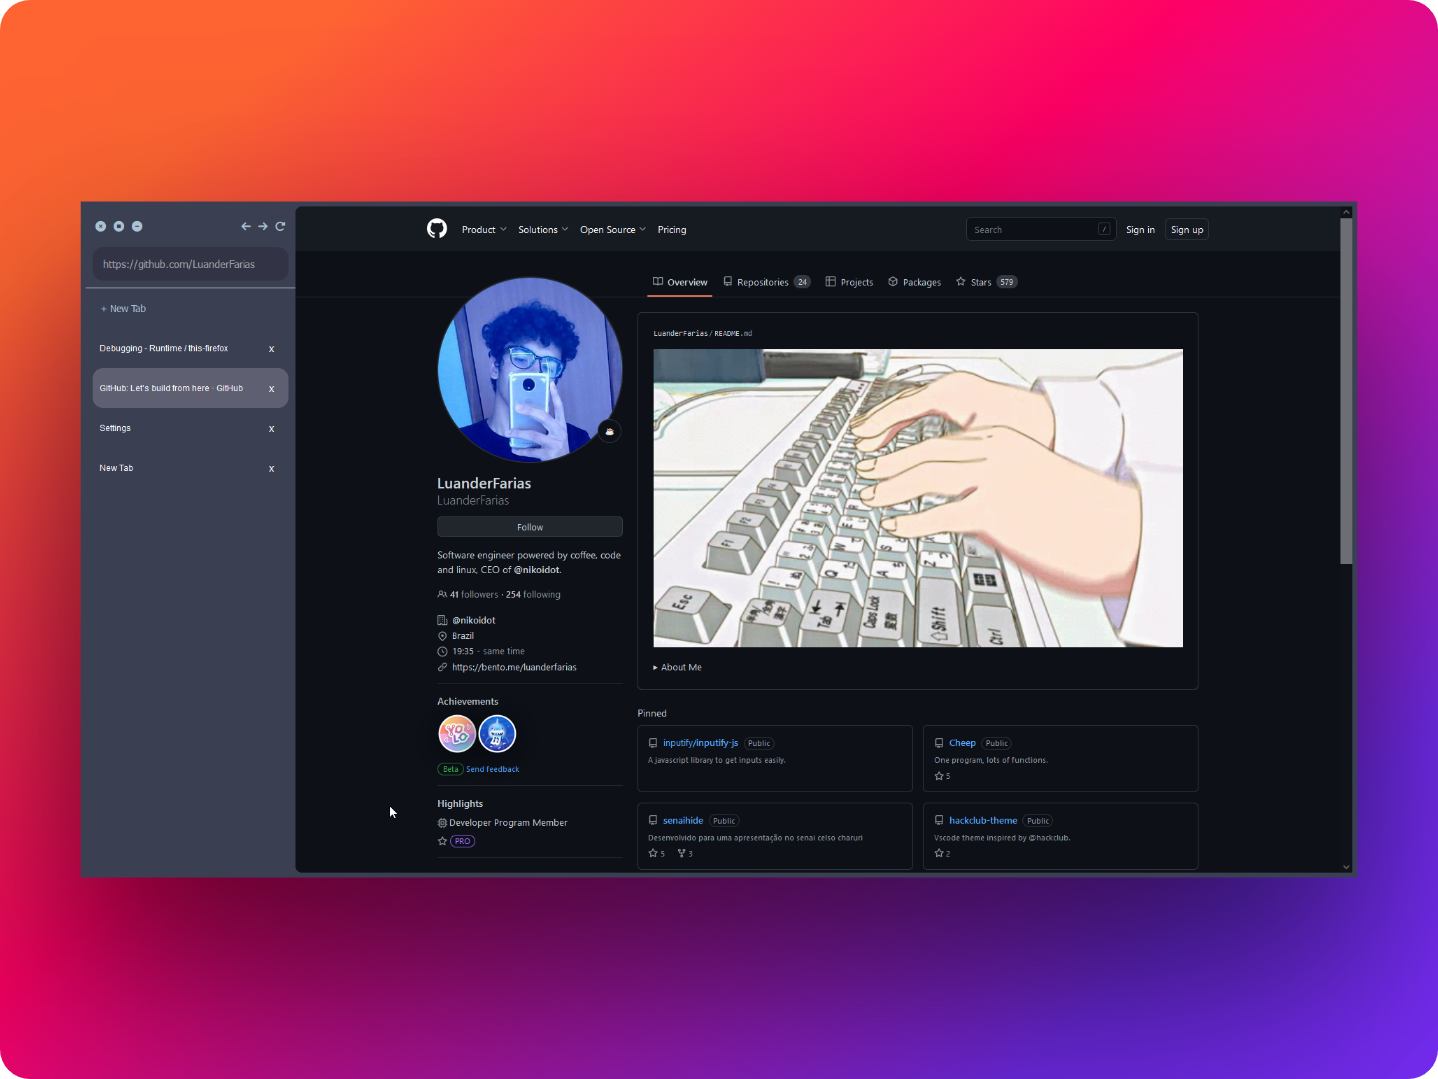 https://github.com/LuanderFarias
+ New Tab
Debugging - Runtime / this-firefox x
GitHub: Let's build from here · GitHub x
Settings x
New Tab x
Product Solutions Open Source Pricing Search / Sign in Sign up
Overview Repositories 24 Projects Packages Stars 579
LuanderFarias
LuanderFarias
Follow
Software engineer powered by coffee, code
and linux, CEO of @nikoidot.
41 followers · 254 following
@nikoidot
Brazil
19:35 - same time
https://bento.me/luanderfarias
Achievements
YOLO
Beta Send feedback
Highlights
Developer Program Member
PRO
LuanderFarias / README.md
Esc
Tab
Caps Lock
Shift
Ctrl
F1
Q
A
Z
W
S
About Me
Pinned
inputify/inputify-js Public
A javascript library to get inputs easily.
Cheep Public
One program, lots of functions.
5
senaihide Public
Desenvolvido para uma apresentação no senai celso charuri
5 3
hackclub-theme Public
Vscode theme inspired by @hackclub.
2